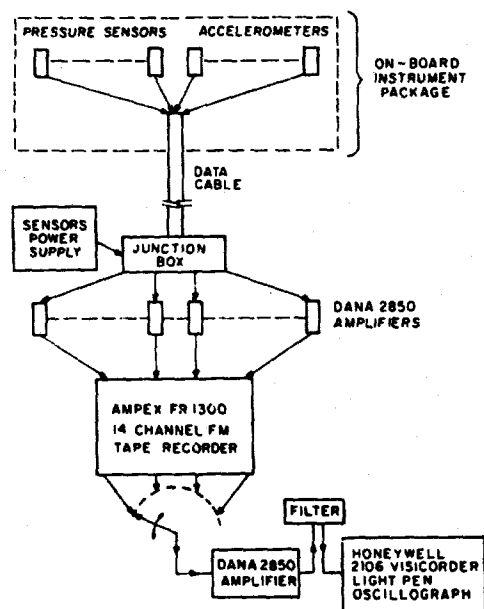 PRESSURE SENSORS
ACCELEROMETERS
ON-BOARD
INSTRUMENT
PACKAGE
DATA
CABLE
SENSORS
POWER
SUPPLY
JUNCTION
BOX
DANA 2850
AMPLIFIERS
AMPEX FR 1300
14 CHANNEL FM
TAPE RECORDER
FILTER
DANA 2850
AMPLIFIER
HONEYWELL
2106 VISICORDER
LIGHT PEN
OSCILLOGRAPH